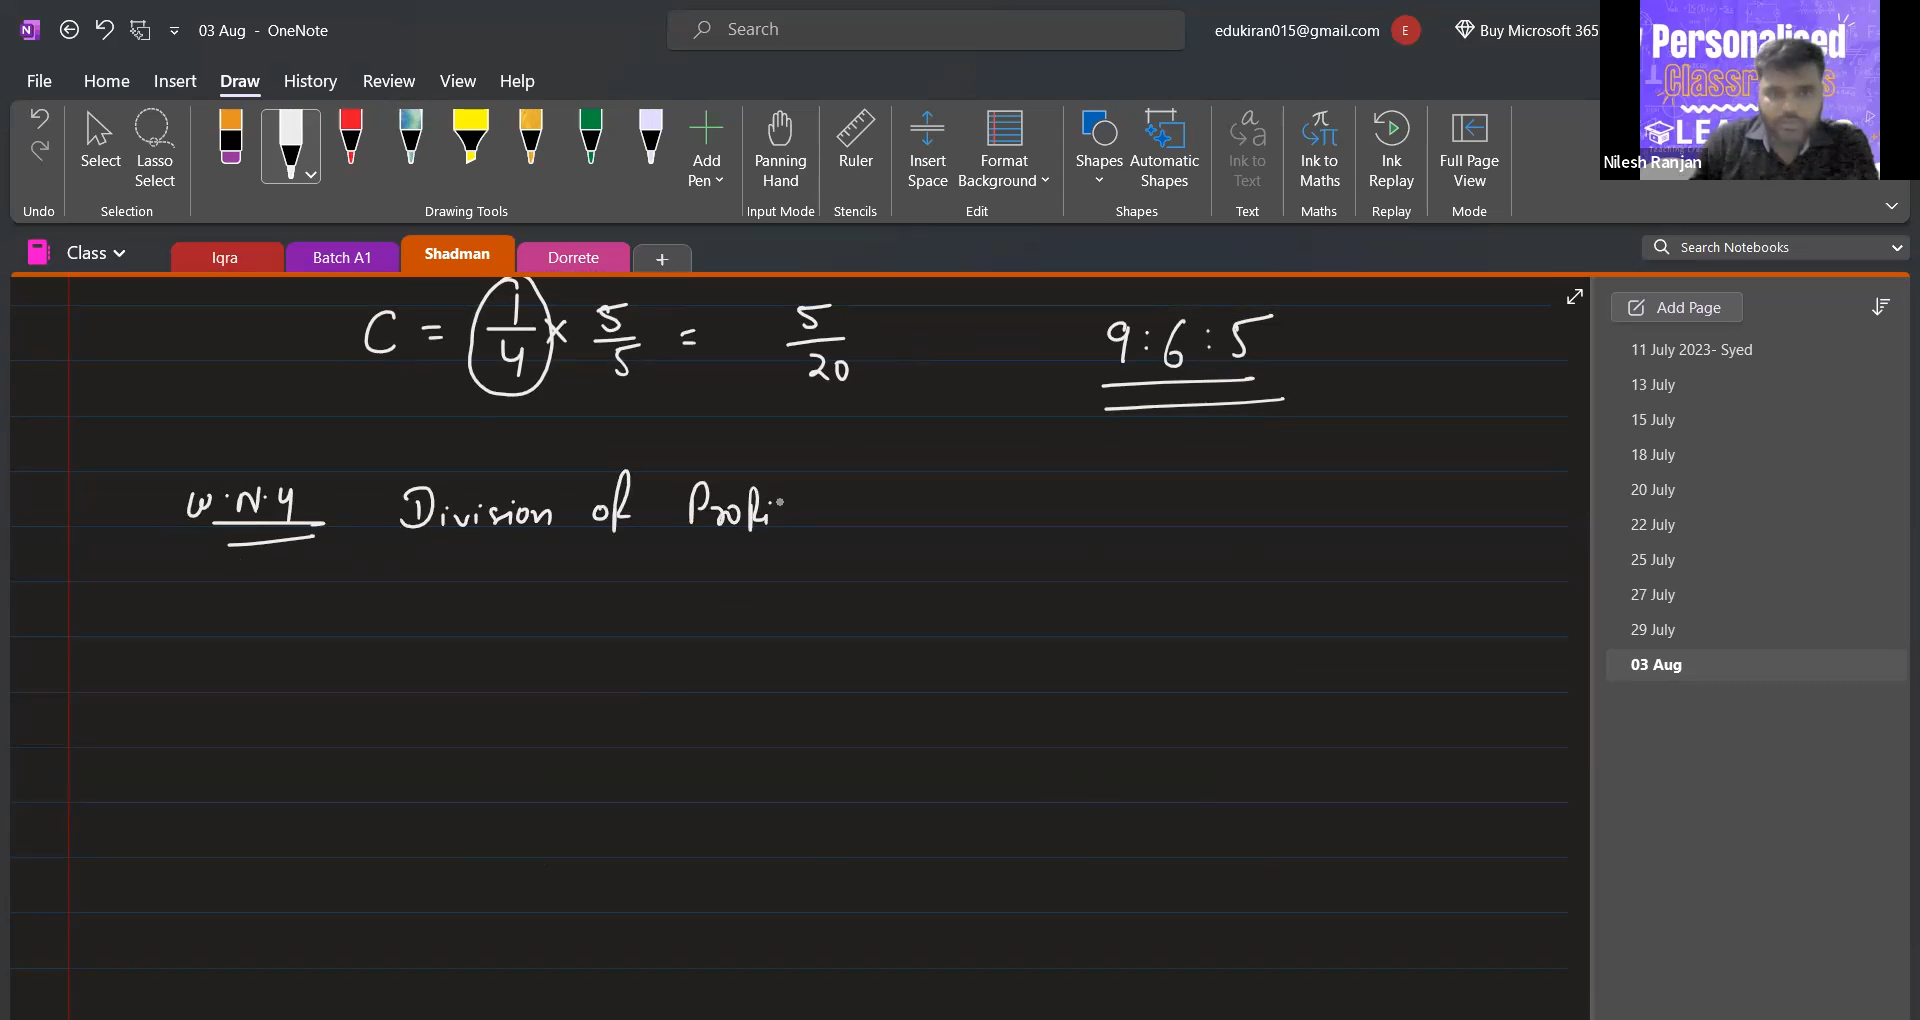 03 Aug - OneNote
Search
edukiran015@gmail.com
E
Buy Microsoft 365
Personalised
LEA
Nilesh Ranjan
File Home Insert Draw History Review View Help
Select
Lasso Select
Add Pen
Panning Hand
Ruler
Insert Space
Format Background
Shapes
Automatic Shapes
Ink to Text
Ink to Maths
Ink Replay
Full Page View
Undo Selection Drawing Tools Input Mode Stencils Edit Shapes Text Maths Replay Mode
Class
Iqra Batch A1 Shadman Dorrete +
Search Notebooks
Add Page
11 July 2023- Syed
13 July
15 July
18 July
20 July
22 July
25 July
27 July
29 July
03 Aug
C = 1/4 × 5/5 = 5/20
9 : 6 : 5
W.N.4 Division of Profi